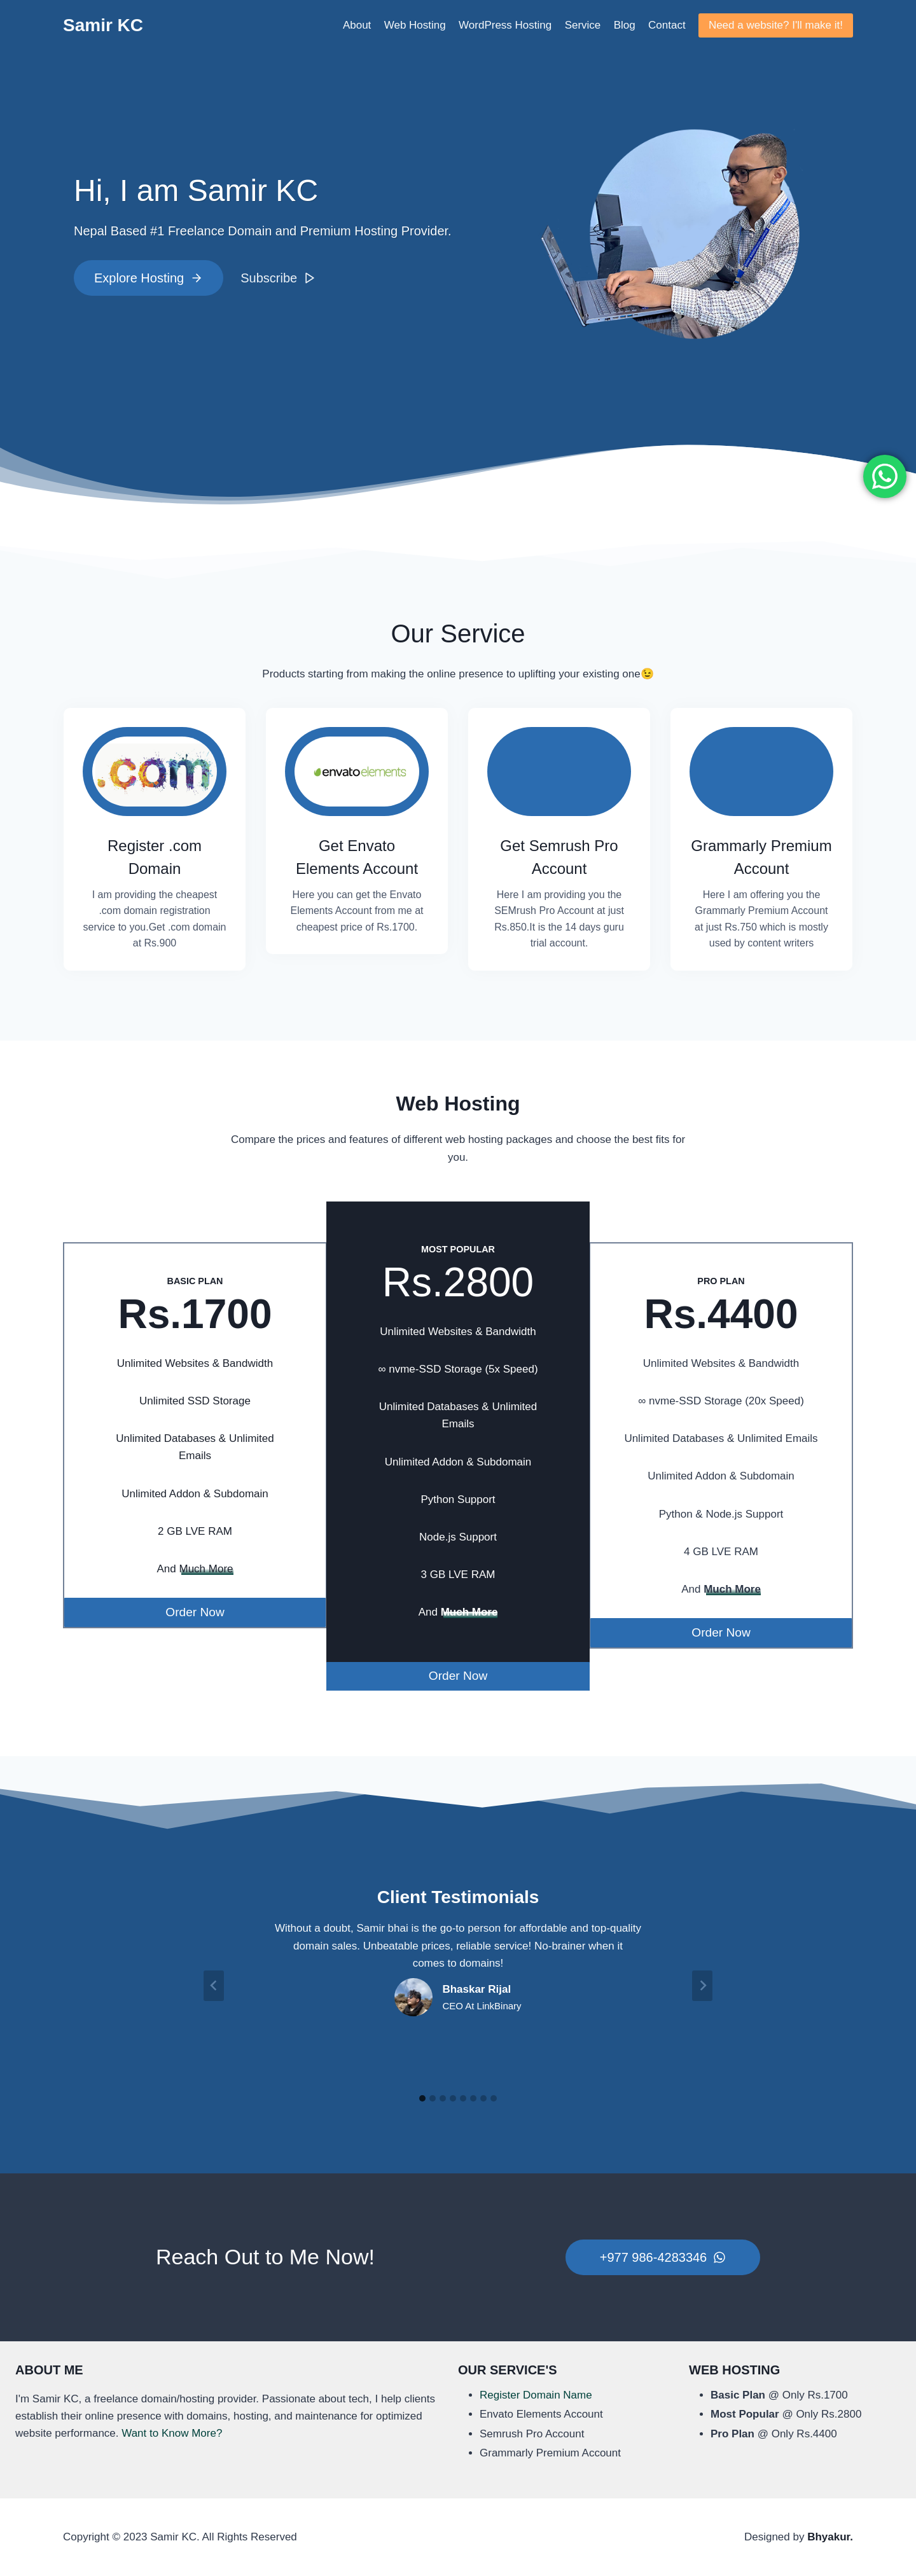 Samir KC
About Web Hosting WordPress Hosting Service Blog Contact Need a website? I'll make it!
Hi, I am Samir KC
Nepal Based #1 Freelance Domain and Premium Hosting Provider.
Explore Hosting Subscribe
Our Service
Products starting from making the online presence to uplifting your existing one😉
.com
envatoelements
Register .com
Domain
I am providing the cheapest
.com domain registration
service to you.Get .com domain
at Rs.900
Get Envato
Elements Account
Here you can get the Envato
Elements Account from me at
cheapest price of Rs.1700.
Get Semrush Pro
Account
Here I am providing you the
SEMrush Pro Account at just
Rs.850.It is the 14 days guru
trial account.
Grammarly Premium
Account
Here I am offering you the
Grammarly Premium Account
at just Rs.750 which is mostly
used by content writers
Web Hosting
Compare the prices and features of different web hosting packages and choose the best fits for
you.
BASIC PLAN
Rs.1700
Unlimited Websites & Bandwidth
Unlimited SSD Storage
Unlimited Databases & Unlimited
Emails
Unlimited Addon & Subdomain
2 GB LVE RAM
And Much More
Order Now
MOST POPULAR
Rs.2800
Unlimited Websites & Bandwidth
∞ nvme-SSD Storage (5x Speed)
Unlimited Databases & Unlimited
Emails
Unlimited Addon & Subdomain
Python Support
Node.js Support
3 GB LVE RAM
And Much More
Order Now
PRO PLAN
Rs.4400
Unlimited Websites & Bandwidth
∞ nvme-SSD Storage (20x Speed)
Unlimited Databases & Unlimited Emails
Unlimited Addon & Subdomain
Python & Node.js Support
4 GB LVE RAM
And Much More
Order Now
Client Testimonials
Without a doubt, Samir bhai is the go-to person for affordable and top-quality
domain sales. Unbeatable prices, reliable service! No-brainer when it
comes to domains!
Bhaskar Rijal
CEO At LinkBinary
Reach Out to Me Now!
+977 986-4283346
ABOUT ME
I'm Samir KC, a freelance domain/hosting provider. Passionate about tech, I help clients
establish their online presence with domains, hosting, and maintenance for optimized
website performance. Want to Know More?
OUR SERVICE'S
• Register Domain Name
• Envato Elements Account
• Semrush Pro Account
• Grammarly Premium Account
WEB HOSTING
• Basic Plan @ Only Rs.1700
• Most Popular @ Only Rs.2800
• Pro Plan @ Only Rs.4400
Copyright © 2023 Samir KC. All Rights Reserved
Designed by Bhyakur.